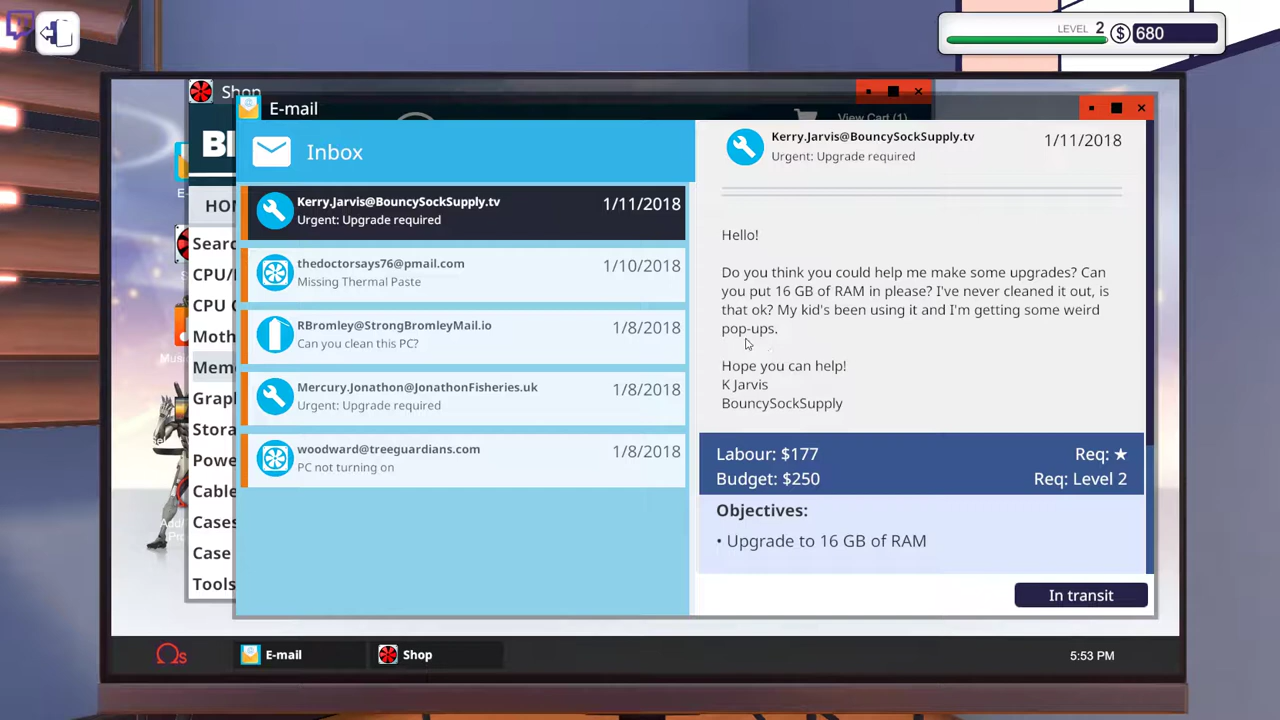 LEVEL 2 $ 680
Shop
E-mail
View Cart (1)
Inbox
Kerry.Jarvis@BouncySockSupply.tv 1/11/2018
Urgent: Upgrade required
Kerry.Jarvis@BouncySockSupply.tv 1/11/2018
Urgent: Upgrade required
thedoctorsays76@pmail.com 1/10/2018
Missing Thermal Paste
RBromley@StrongBromleyMail.io 1/8/2018
Can you clean this PC?
Mercury.Jonathon@JonathonFisheries.uk 1/8/2018
Urgent: Upgrade required
woodward@treeguardians.com 1/8/2018
PC not turning on
Hello!
Do you think you could help me make some upgrades? Can
you put 16 GB of RAM in please? I've never cleaned it out, is
that ok? My kid's been using it and I'm getting some weird
pop-ups.
Hope you can help!
K Jarvis
BouncySockSupply
Labour: $177 Req: ★
Budget: $250 Req: Level 2
Objectives:
• Upgrade to 16 GB of RAM
In transit
HO
Searc
CPU/
CPU C
Moth
Mem
Grap
Stora
Powe
Cable
Cases
Case
Tools
E-mail
Shop
5:53 PM